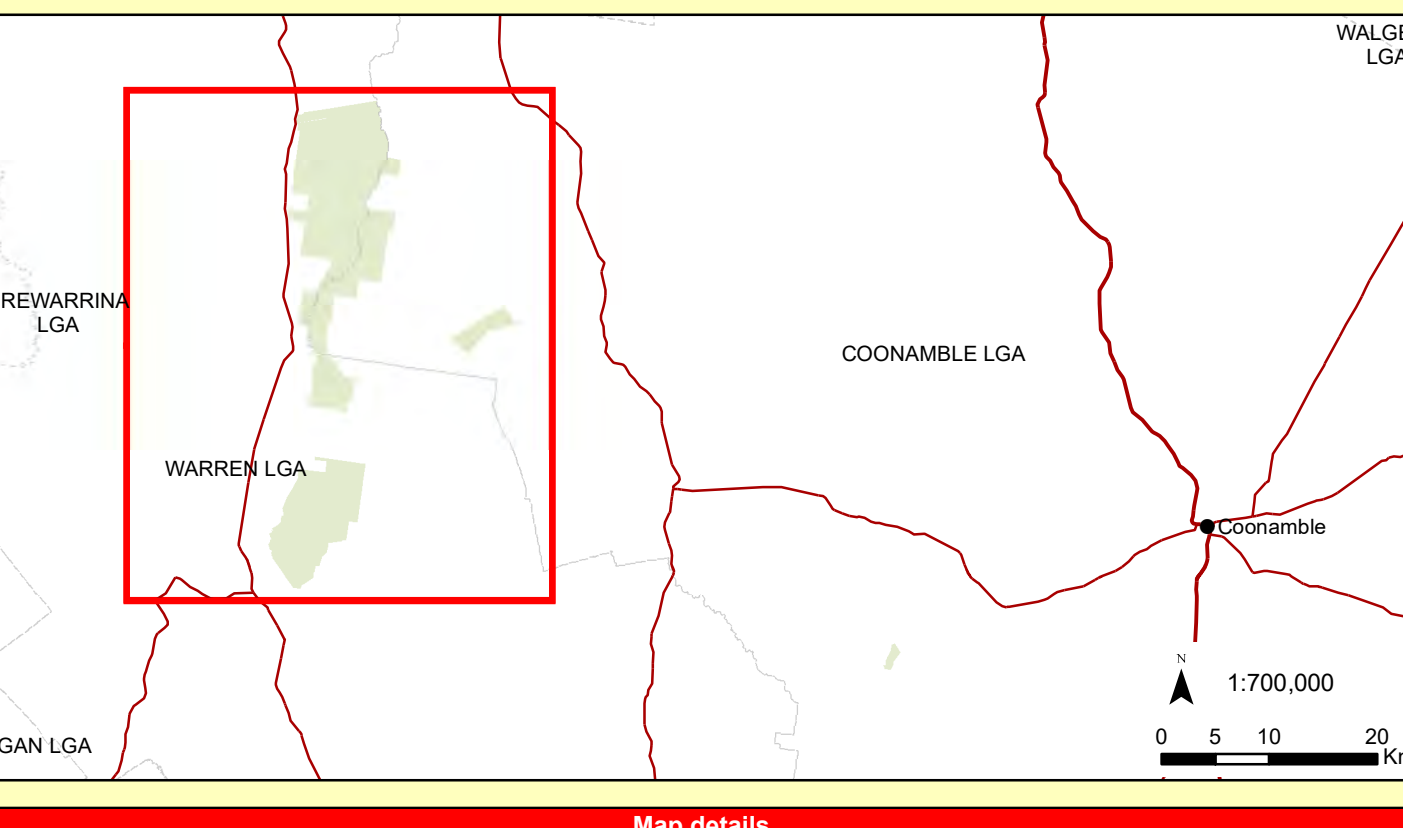 WALGE
LGA
REWARRINA
LGA
COONAMBLE LGA
WARREN LGA
Coonamble
N
1:700,000
GAN LGA
0 5 10 20
Km
Map details